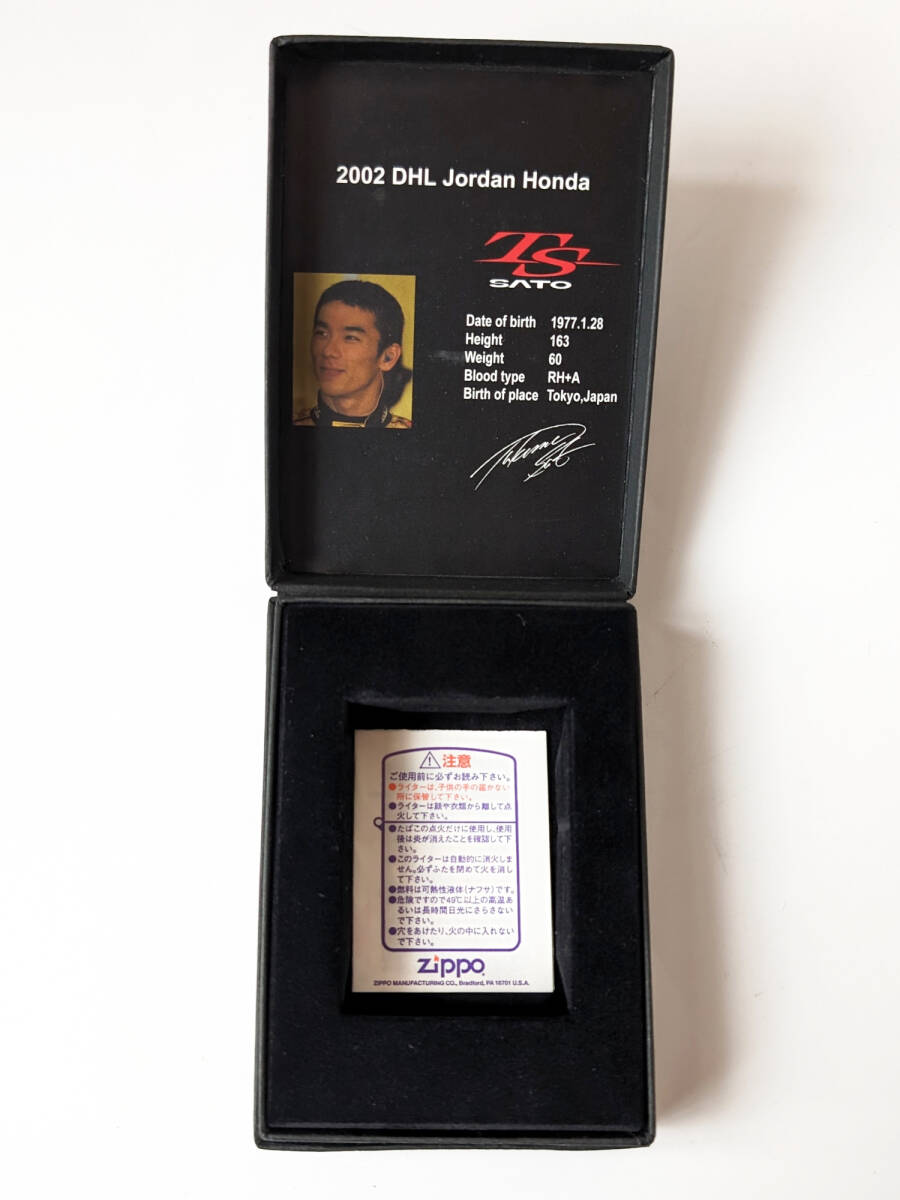 2002 DHL Jordan Honda
TS
SATO
Date of birth 1977.1.28
Height 163
Weight 60
Blood type RH+A
Birth of place Tokyo,Japan
注意
ご使用前に必ずお読み下さい。
●ライターは、子供の手の届かない
所に保管して下さい。
●ライターは顔や衣類から離して点
火して下さい。
●たばこの点火だけに使用し、使用
後は炎が消えたことを確認して下
さい。
●このライターは自動的に消火しま
せん。必ずふたを閉めて火を消し
て下さい。
●燃料は可熱性液体(ナフサ)です。
●危険ですので49℃以上の高温あ
るいは長時間日光にさらさない
で下さい。
●穴をあけたり、火の中に入れない
で下さい。
Zippo
ZIPPO MANUFACTURING CO., Bradford, PA 16701 U.S.A.